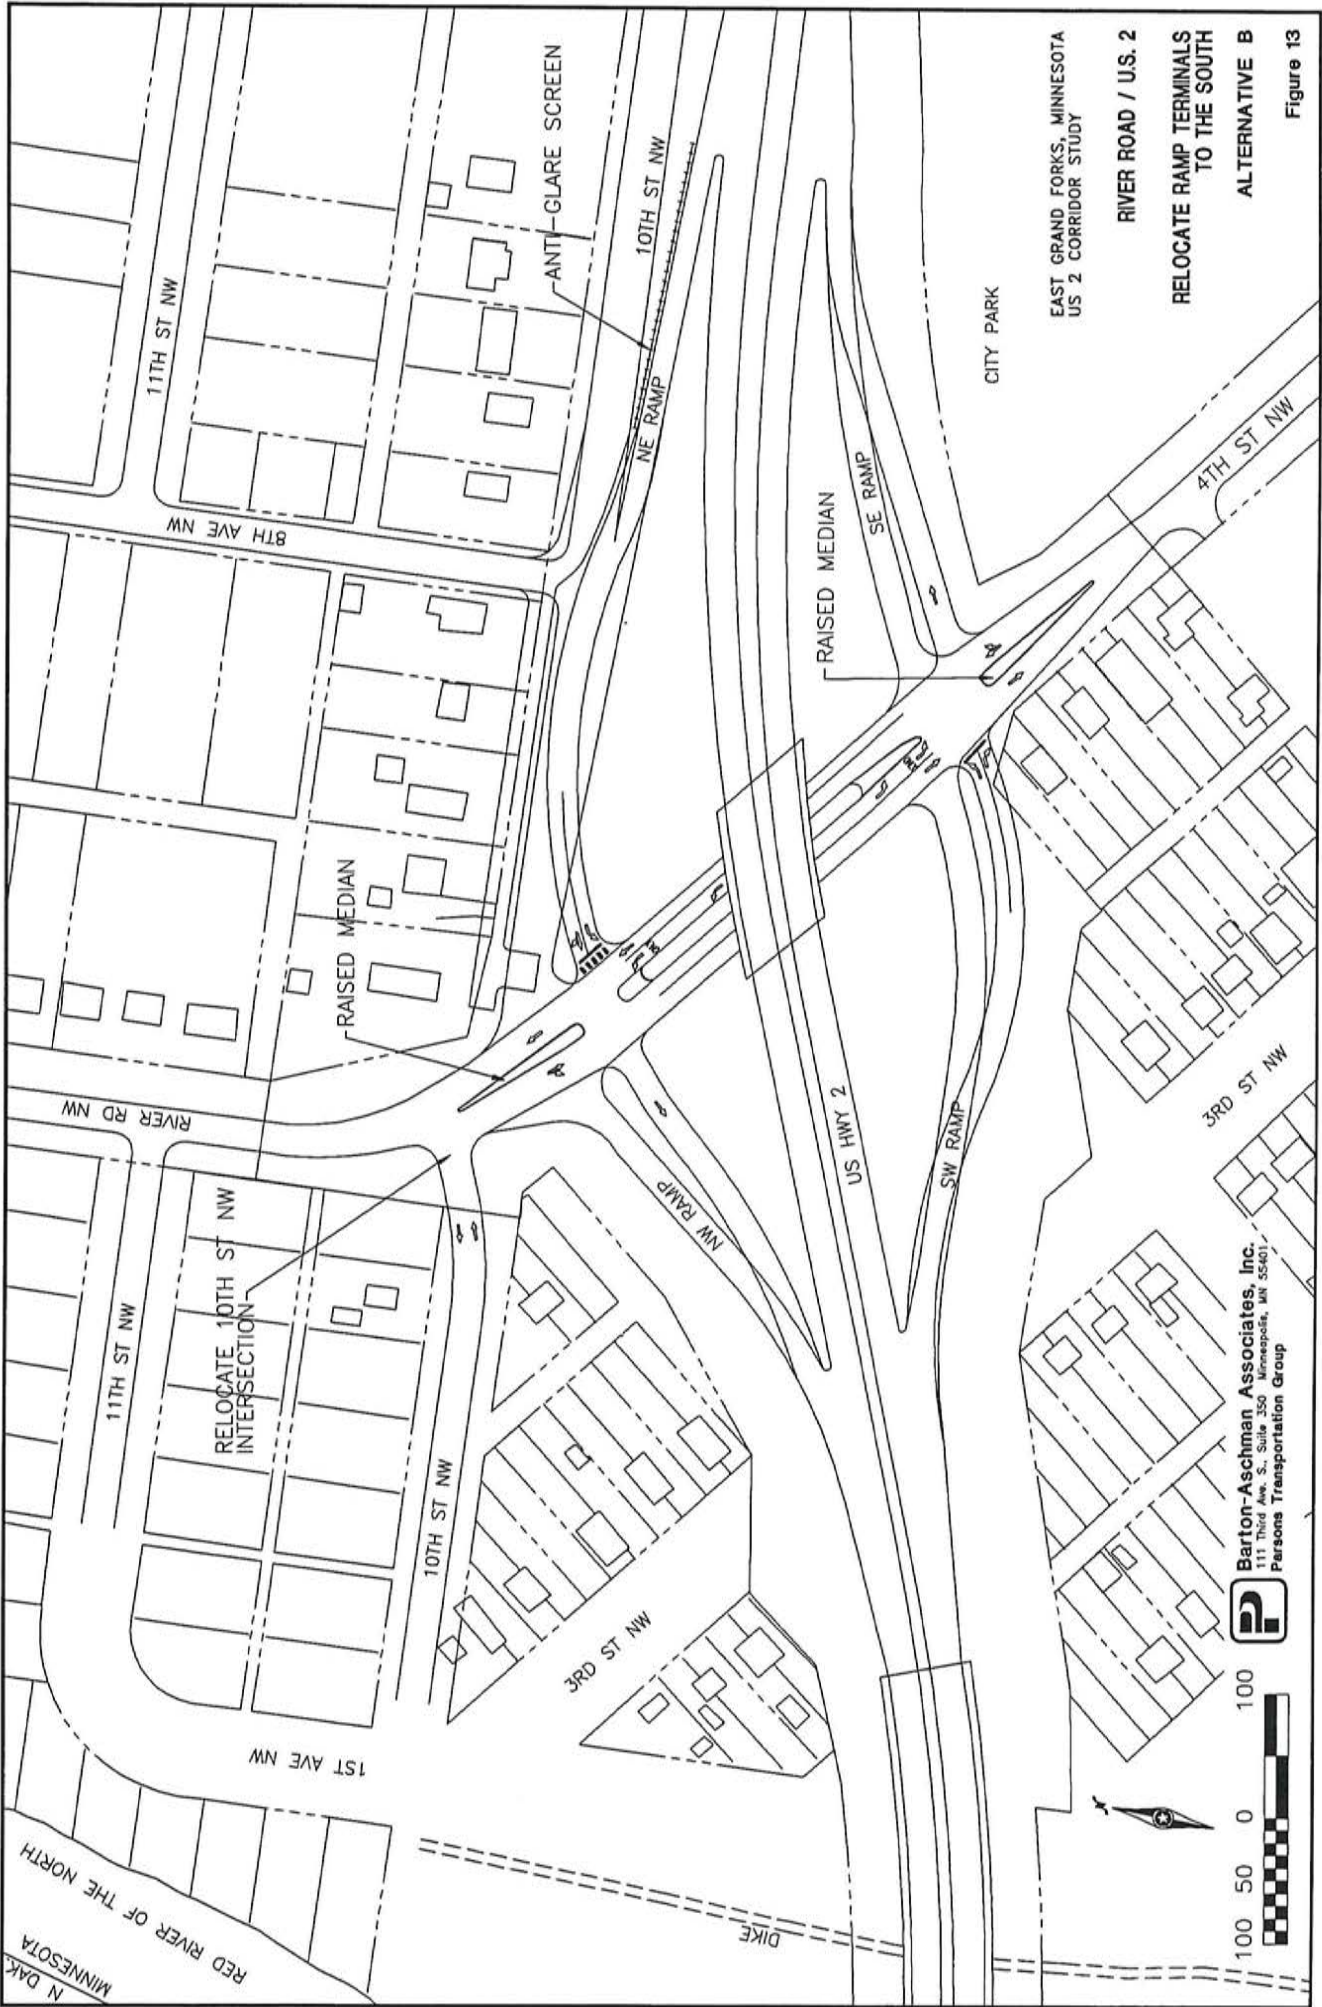 N DAK.
MINNESOTA
RED RIVER OF THE NORTH
1ST AVE NW
DIKE
11TH ST NW
RELOCATE 10TH ST NW
INTERSECTION
10TH ST NW
3RD ST NW
RIVER RD NW
RAISED MEDIAN
NW RAMP
US HWY 2
SW RAMP
3RD ST NW
8TH AVE NW
11TH ST NW
ANTI-GLARE SCREEN
10TH ST NW
NE RAMP
RAISED MEDIAN
SE RAMP
CITY PARK
4TH ST NW
EAST GRAND FORKS, MINNESOTA
US 2 CORRIDOR STUDY
RIVER ROAD / U.S. 2
RELOCATE RAMP TERMINALS
TO THE SOUTH
ALTERNATIVE B
Figure 13
N
100 50 0 100
Barton-Aschman Associates, Inc.
111 Third Ave. S., Suite 350 Minneapolis, MN 55401
Parsons Transportation Group